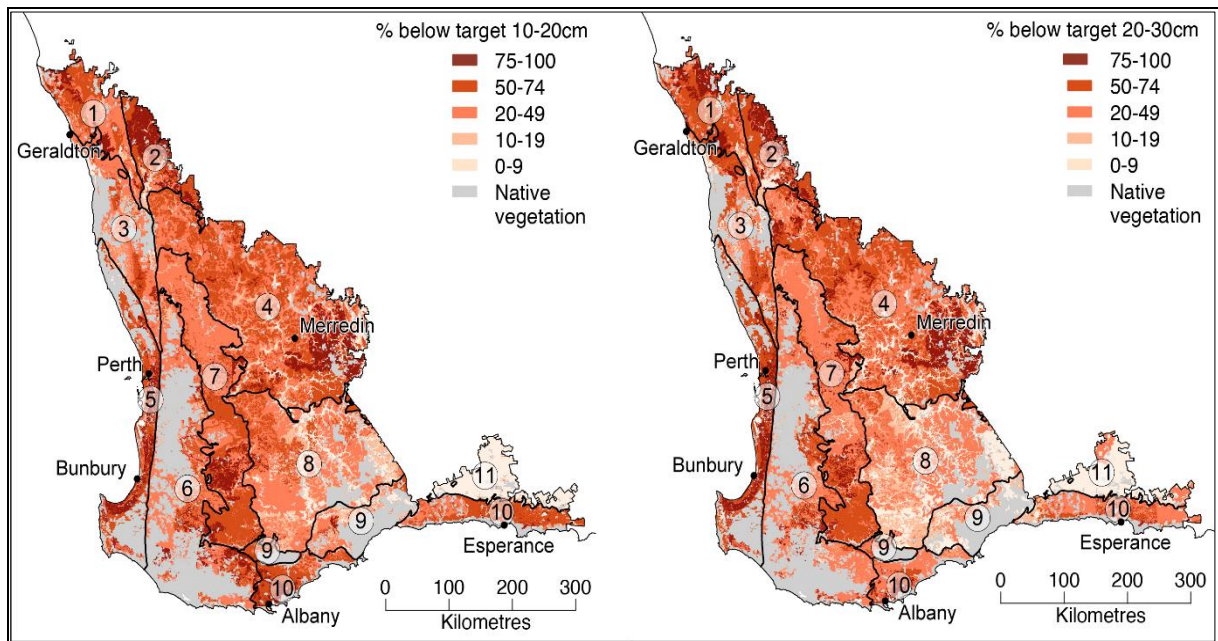 % below target 10-20cm
75-100
50-74
20-49
10-19
0-9
Native
vegetation
1
Geraldton
2
3
4
Merredin
Perth
7
5
8
Bunbury
11
6
9
10
Esperance
9
10
Albany
0 100 200 300
Kilometres
% below target 20-30cm
75-100
50-74
20-49
10-19
0-9
Native
vegetation
1
Geraldton
2
3
4
Merredin
Perth
7
5
8
Bunbury
11
6
9
10
Esperance
9
10
Albany
0 100 200 300
Kilometres